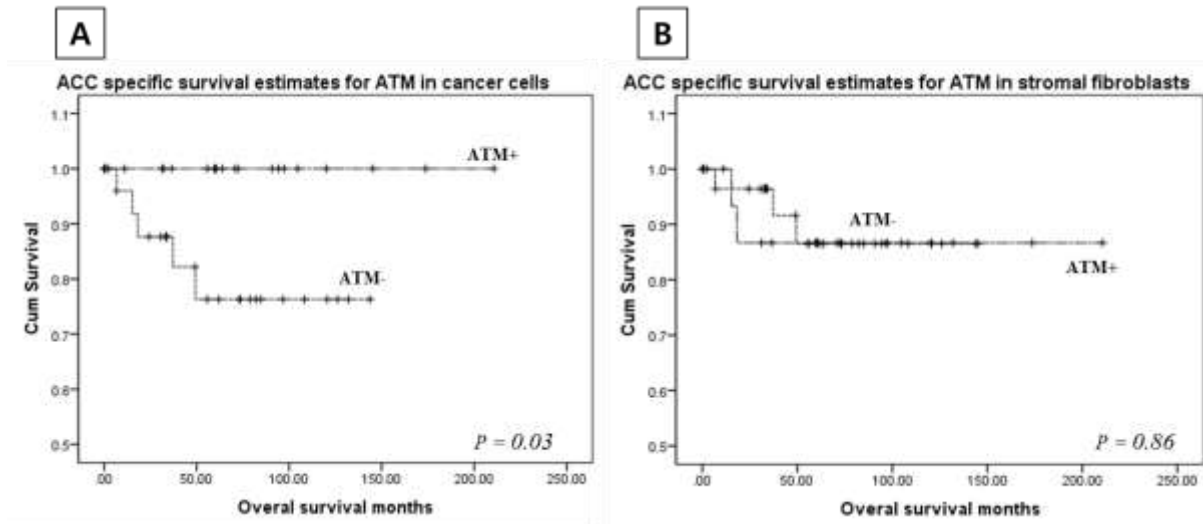 A
ACC specific survival estimates for ATM in cancer cells
1.1
1.0
0.9
0.8
0.7
0.6
0.5
Cum Survival
ATM+
ATM-
P = 0.03
.00 50.00 100.00 150.00 200.00 250.00
Overal survival months
B
ACC specific survival estimates for ATM in stromal fibroblasts
1.1
1.0
0.9
0.8
0.7
0.6
0.5
Cum Survival
ATM-
ATM+
P = 0.86
.00 50.00 100.00 150.00 200.00 250.00
Overal survival months